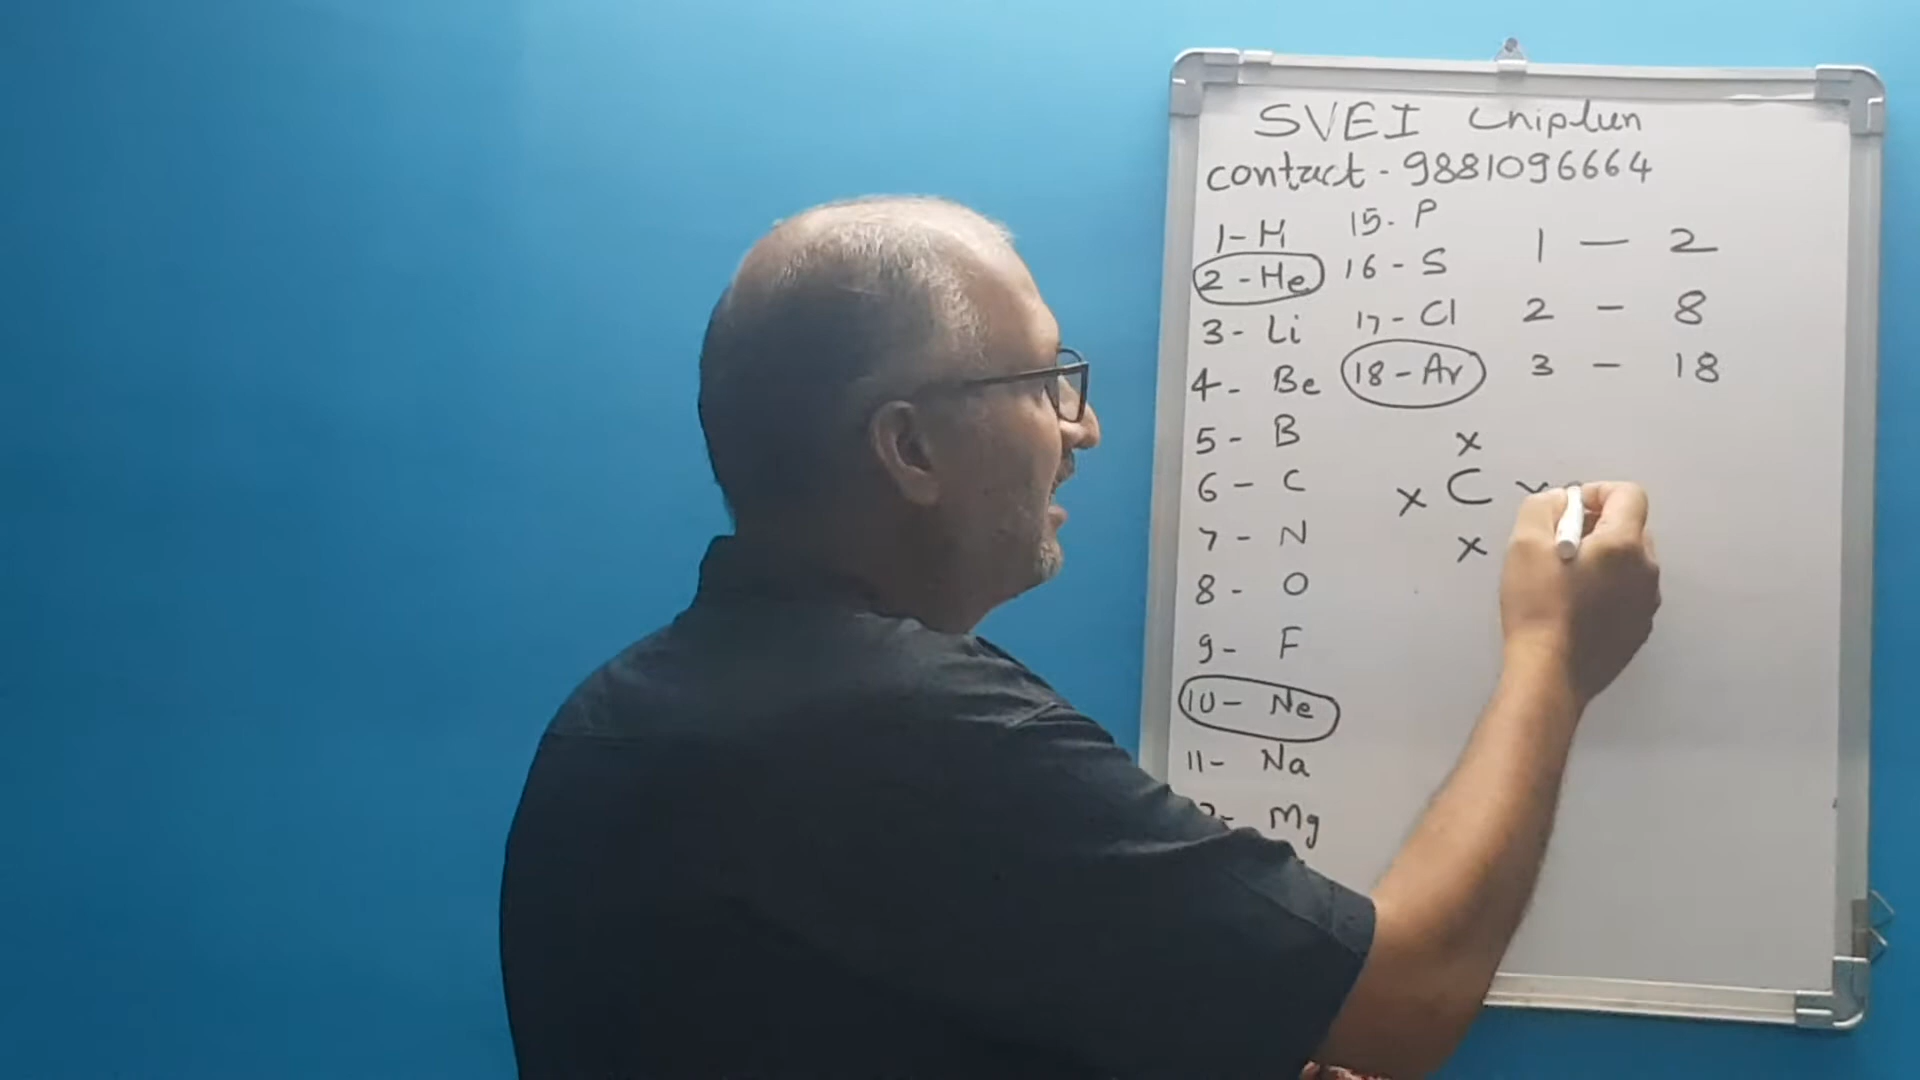 SVEI Chiplun
contact - 9881096664
1- H
2 - He
3- Li
4- Be
5- B
6- C
7- N
8- O
9- F
10- Ne
11- Na
Mg
15- P
16- S
17- Cl
18- Ar
1 — 2
2 - 8
3 - 18
x
x C x
x